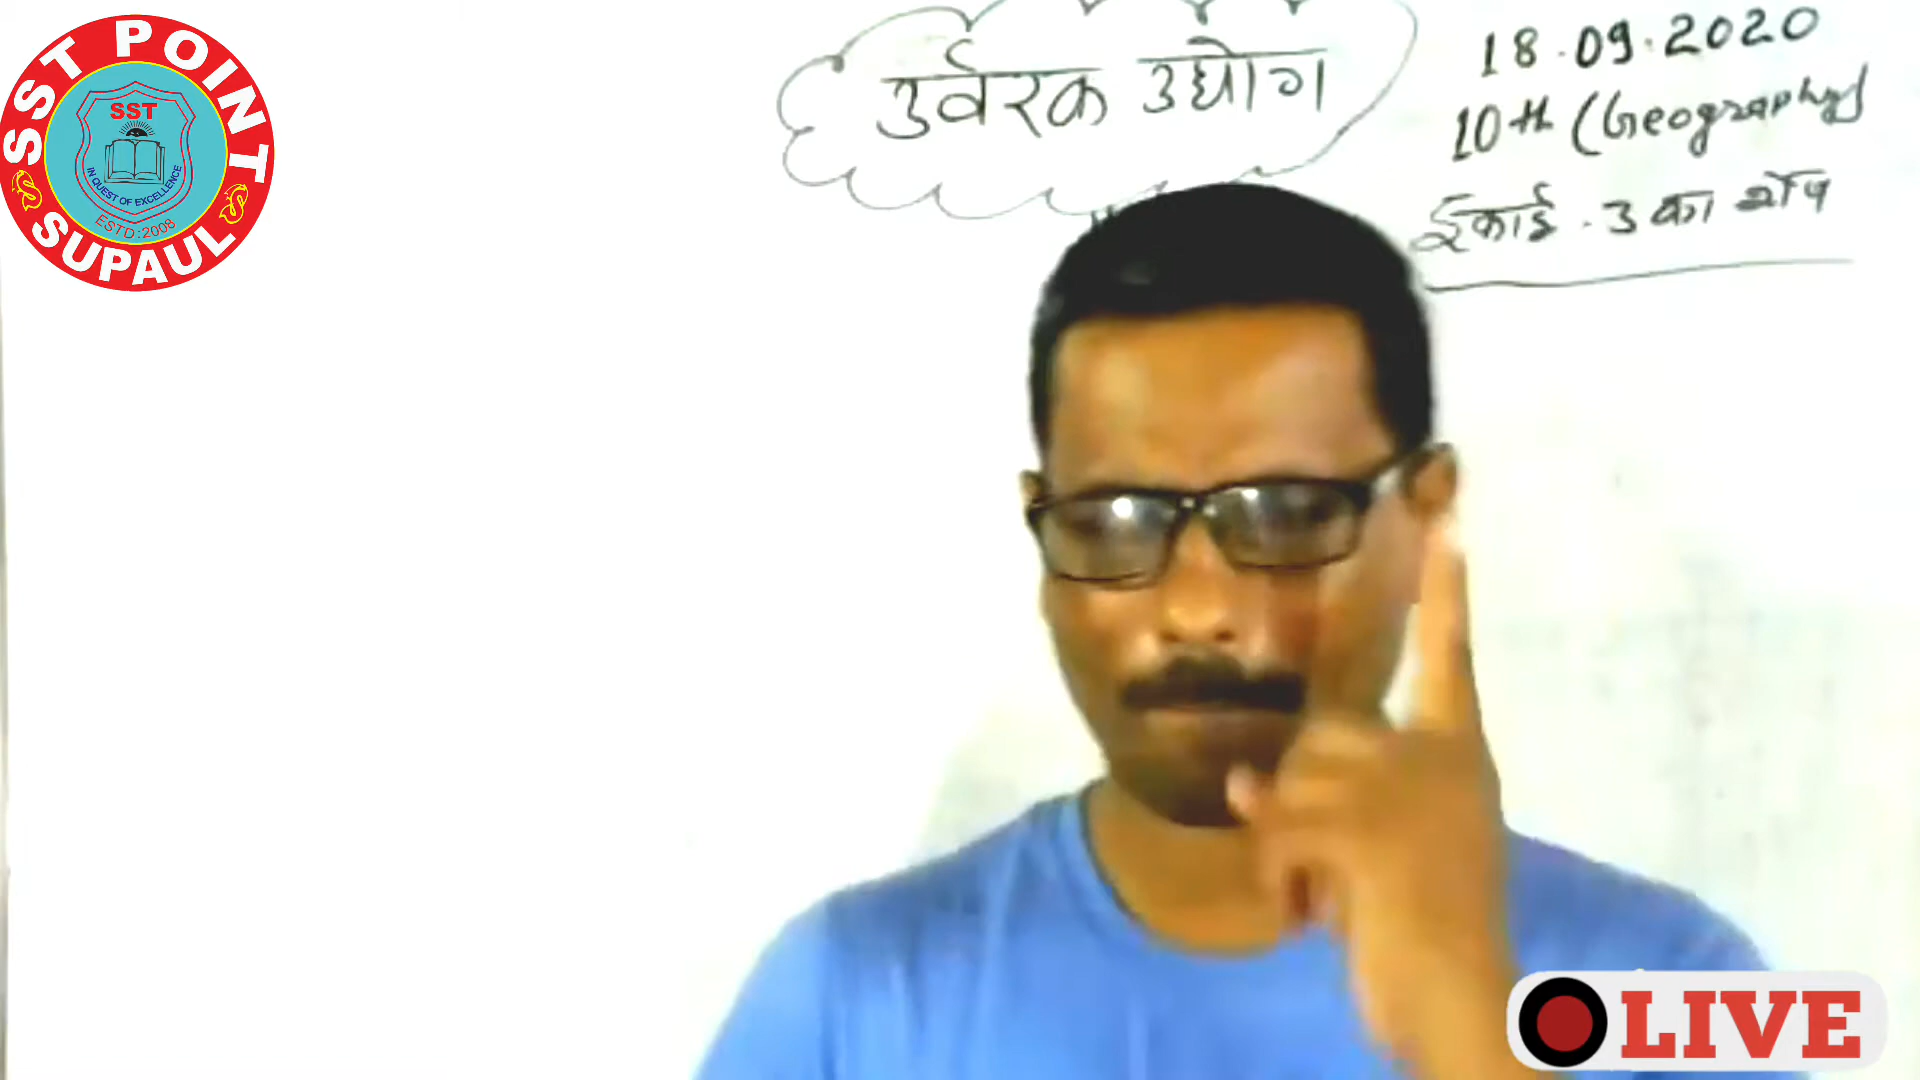 SST POINT
SST
IN QUEST OF EXCELLENCE
ESTD:2008
SUPAUL
उर्वरक उद्योग
18.09.2020
10th (Geography)
ईकाई - 3 का शेष
LIVE